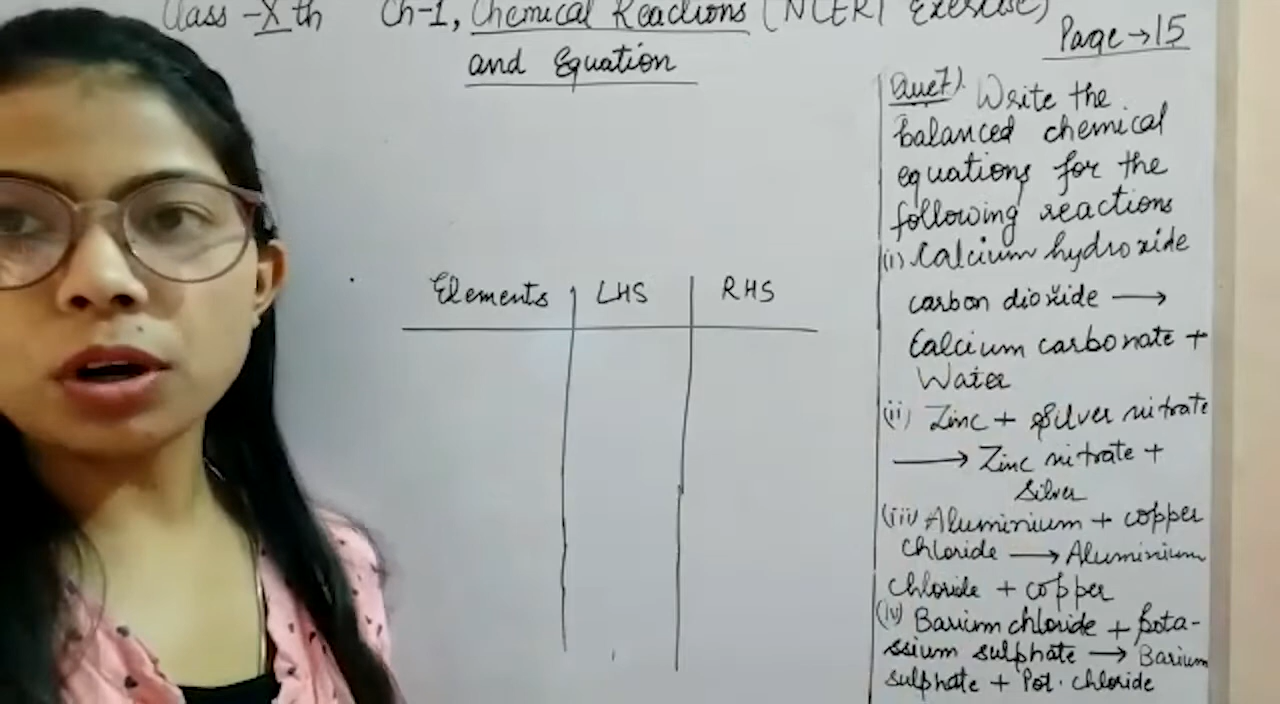 Class -Xth Ch-1, Chemical Reactions (NCERT Exercise)
and Equation
Page→15
Elements LHS RHS
Que7). Write the
balanced chemical
equations for the
following reactions
(i) Calcium hydroxide
carbon dioxide →
Calcium carbonate +
Water
(ii) Zinc + Silver nitrate
→ Zinc nitrate +
Silver
(iii) Aluminium + copper
chloride → Aluminium
chloride + copper
(iv) Barium chloride + pota-
ssium sulphate → Barium
sulphate + Pot. chloride